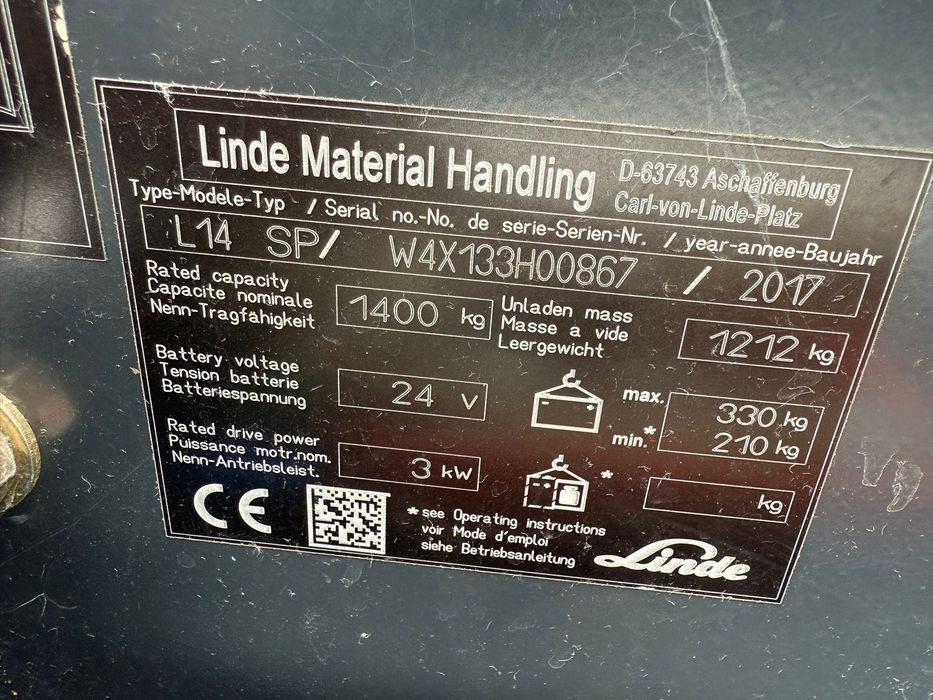 Linde Material Handling
D-63743 Aschaffenburg
Carl-von-Linde-Platz
Type-Modele-Typ / Serial no.-No. de série-Serien-Nr. / year-annee-Baujahr
L14 SP/ W4X133H00867 / 2017
Rated capacity
Capacite nominale
Nenn-Tragfähigkeit
1400 kg
Unladen mass
Masse a vide
Leergewicht
1212 kg
Battery voltage
Tension batterie
Batteriespannung
24 V
max. 330 kg
min.* 210 kg
Rated drive power
Puissance motr.nom.
Nenn-Antriebsleist.
3 kW
* kg
CE
* see Operating instructions
voir Mode d'emploi
siehe Betriebsanleitung
Linde